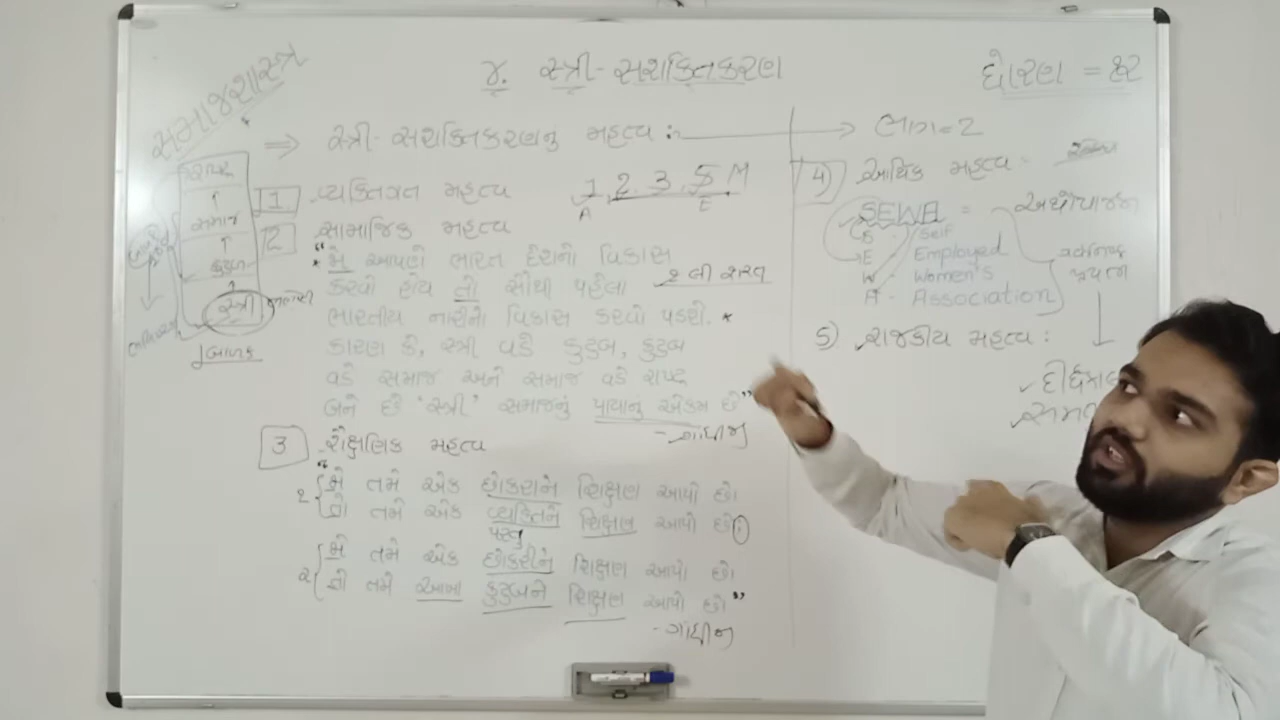 સમાજશાસ્ત્ર
૪. સ્ત્રી-સશક્તિકરણ
ધોરણ = ૧૨
⇒ સ્ત્રી-સશક્તિકરણનુ મહત્વ :- → ભાગ-2
સમાજ
કુટુંબ
સ્ત્રી
બાળક
1 વ્યક્તિગત મહત્વ
1, 2, 3, 5 M
A E
2 સામાજિક મહત્વ
"જો આપણે ભારત દેશનો વિકાસ
કરવો હોય તો સૌથી પહેલા ૧ લી શરત
ભારતીય નારીનો વિકાસ કરવો પડશે. *
કારણ કે, સ્ત્રી વડે કુટુંબ, કુટુંબ
વડે સમાજ અને સમાજ વડે રાષ્ટ્ર
બને છે 'સ્ત્રી' સમાજનું પાયાનું એકમ છે"
- ગાંધીજી
3 શૈક્ષણિક મહત્વ
"જો તમે એક છોકરાને શિક્ષણ આપો છો
તો તમે એક વ્યક્તિને શિક્ષણ આપો છો.
પરંતુ
જો તમે એક છોકરીને શિક્ષણ આપો છો
તો તમે આખા કુટુંબને શિક્ષણ આપો છો"
- ગાંધીજી
4) આર્થિક મહત્વ :
SEWA = અર્થોપાર્જન
S - Self
E - Employed
W - Women's
A - Association
5) રાજકીય મહત્વ :